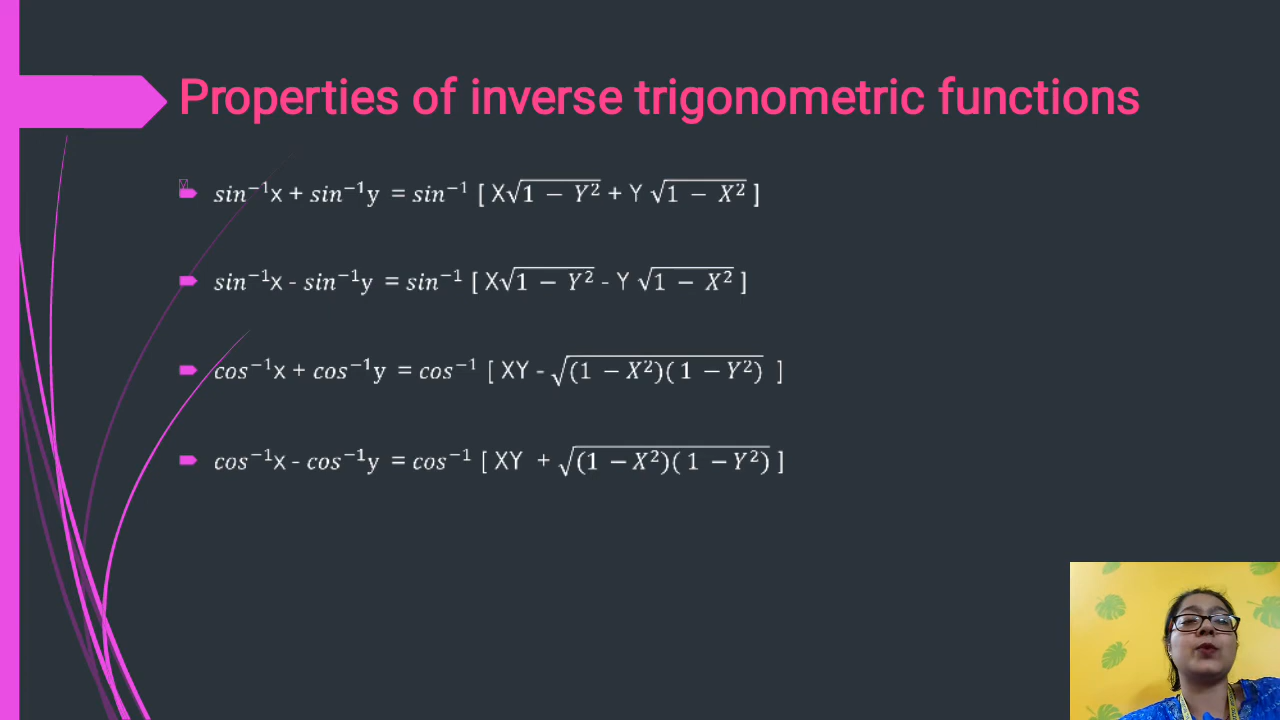 Properties of inverse trigonometric functions
sin⁻¹x + sin⁻¹y = sin⁻¹ [ X√(1 − Y²) + Y √(1 − X²) ]
sin⁻¹x - sin⁻¹y = sin⁻¹ [ X√(1 − Y²) - Y √(1 − X²) ]
cos⁻¹x + cos⁻¹y = cos⁻¹ [ XY - √((1 − X²)( 1 − Y²)) ]
cos⁻¹x - cos⁻¹y = cos⁻¹ [ XY + √((1 − X²)( 1 − Y²)) ]